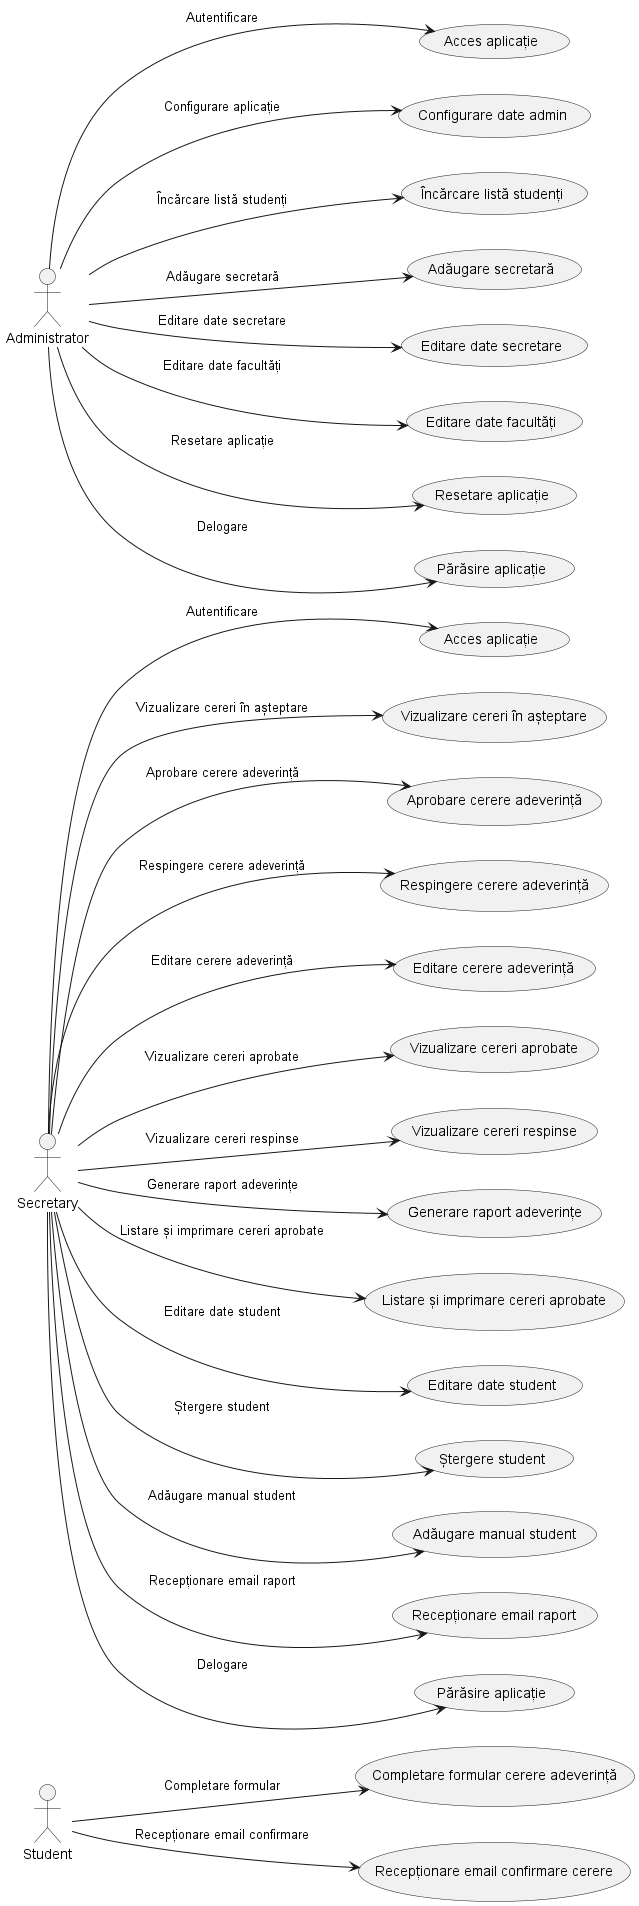 Autentificare
Acces aplicație
Configurare aplicație
Configurare date admin
Încărcare listă studenți
Încărcare listă studenți
Adăugare secretară
Adăugare secretară
Administrator
Editare date secretare
Editare date secretare
Editare date facultăți
Editare date facultăți
Resetare aplicație
Resetare aplicație
Delogare
Părăsire aplicație
Autentificare
Acces aplicație
Vizualizare cereri în așteptare
Vizualizare cereri în așteptare
Aprobare cerere adeverință
Aprobare cerere adeverință
Respingere cerere adeverință
Respingere cerere adeverință
Editare cerere adeverință
Editare cerere adeverință
Vizualizare cereri aprobate
Vizualizare cereri aprobate
Vizualizare cereri respinse
Vizualizare cereri respinse
Secretary
Generare raport adeverințe
Generare raport adeverințe
Listare și imprimare cereri aprobate
Listare și imprimare cereri aprobate
Editare date student
Editare date student
Ștergere student
Ștergere student
Adăugare manual student
Adăugare manual student
Recepționare email raport
Recepționare email raport
Delogare
Părăsire aplicație
Completare formular
Completare formular cerere adeverință
Student
Recepționare email confirmare
Recepționare email confirmare cerere